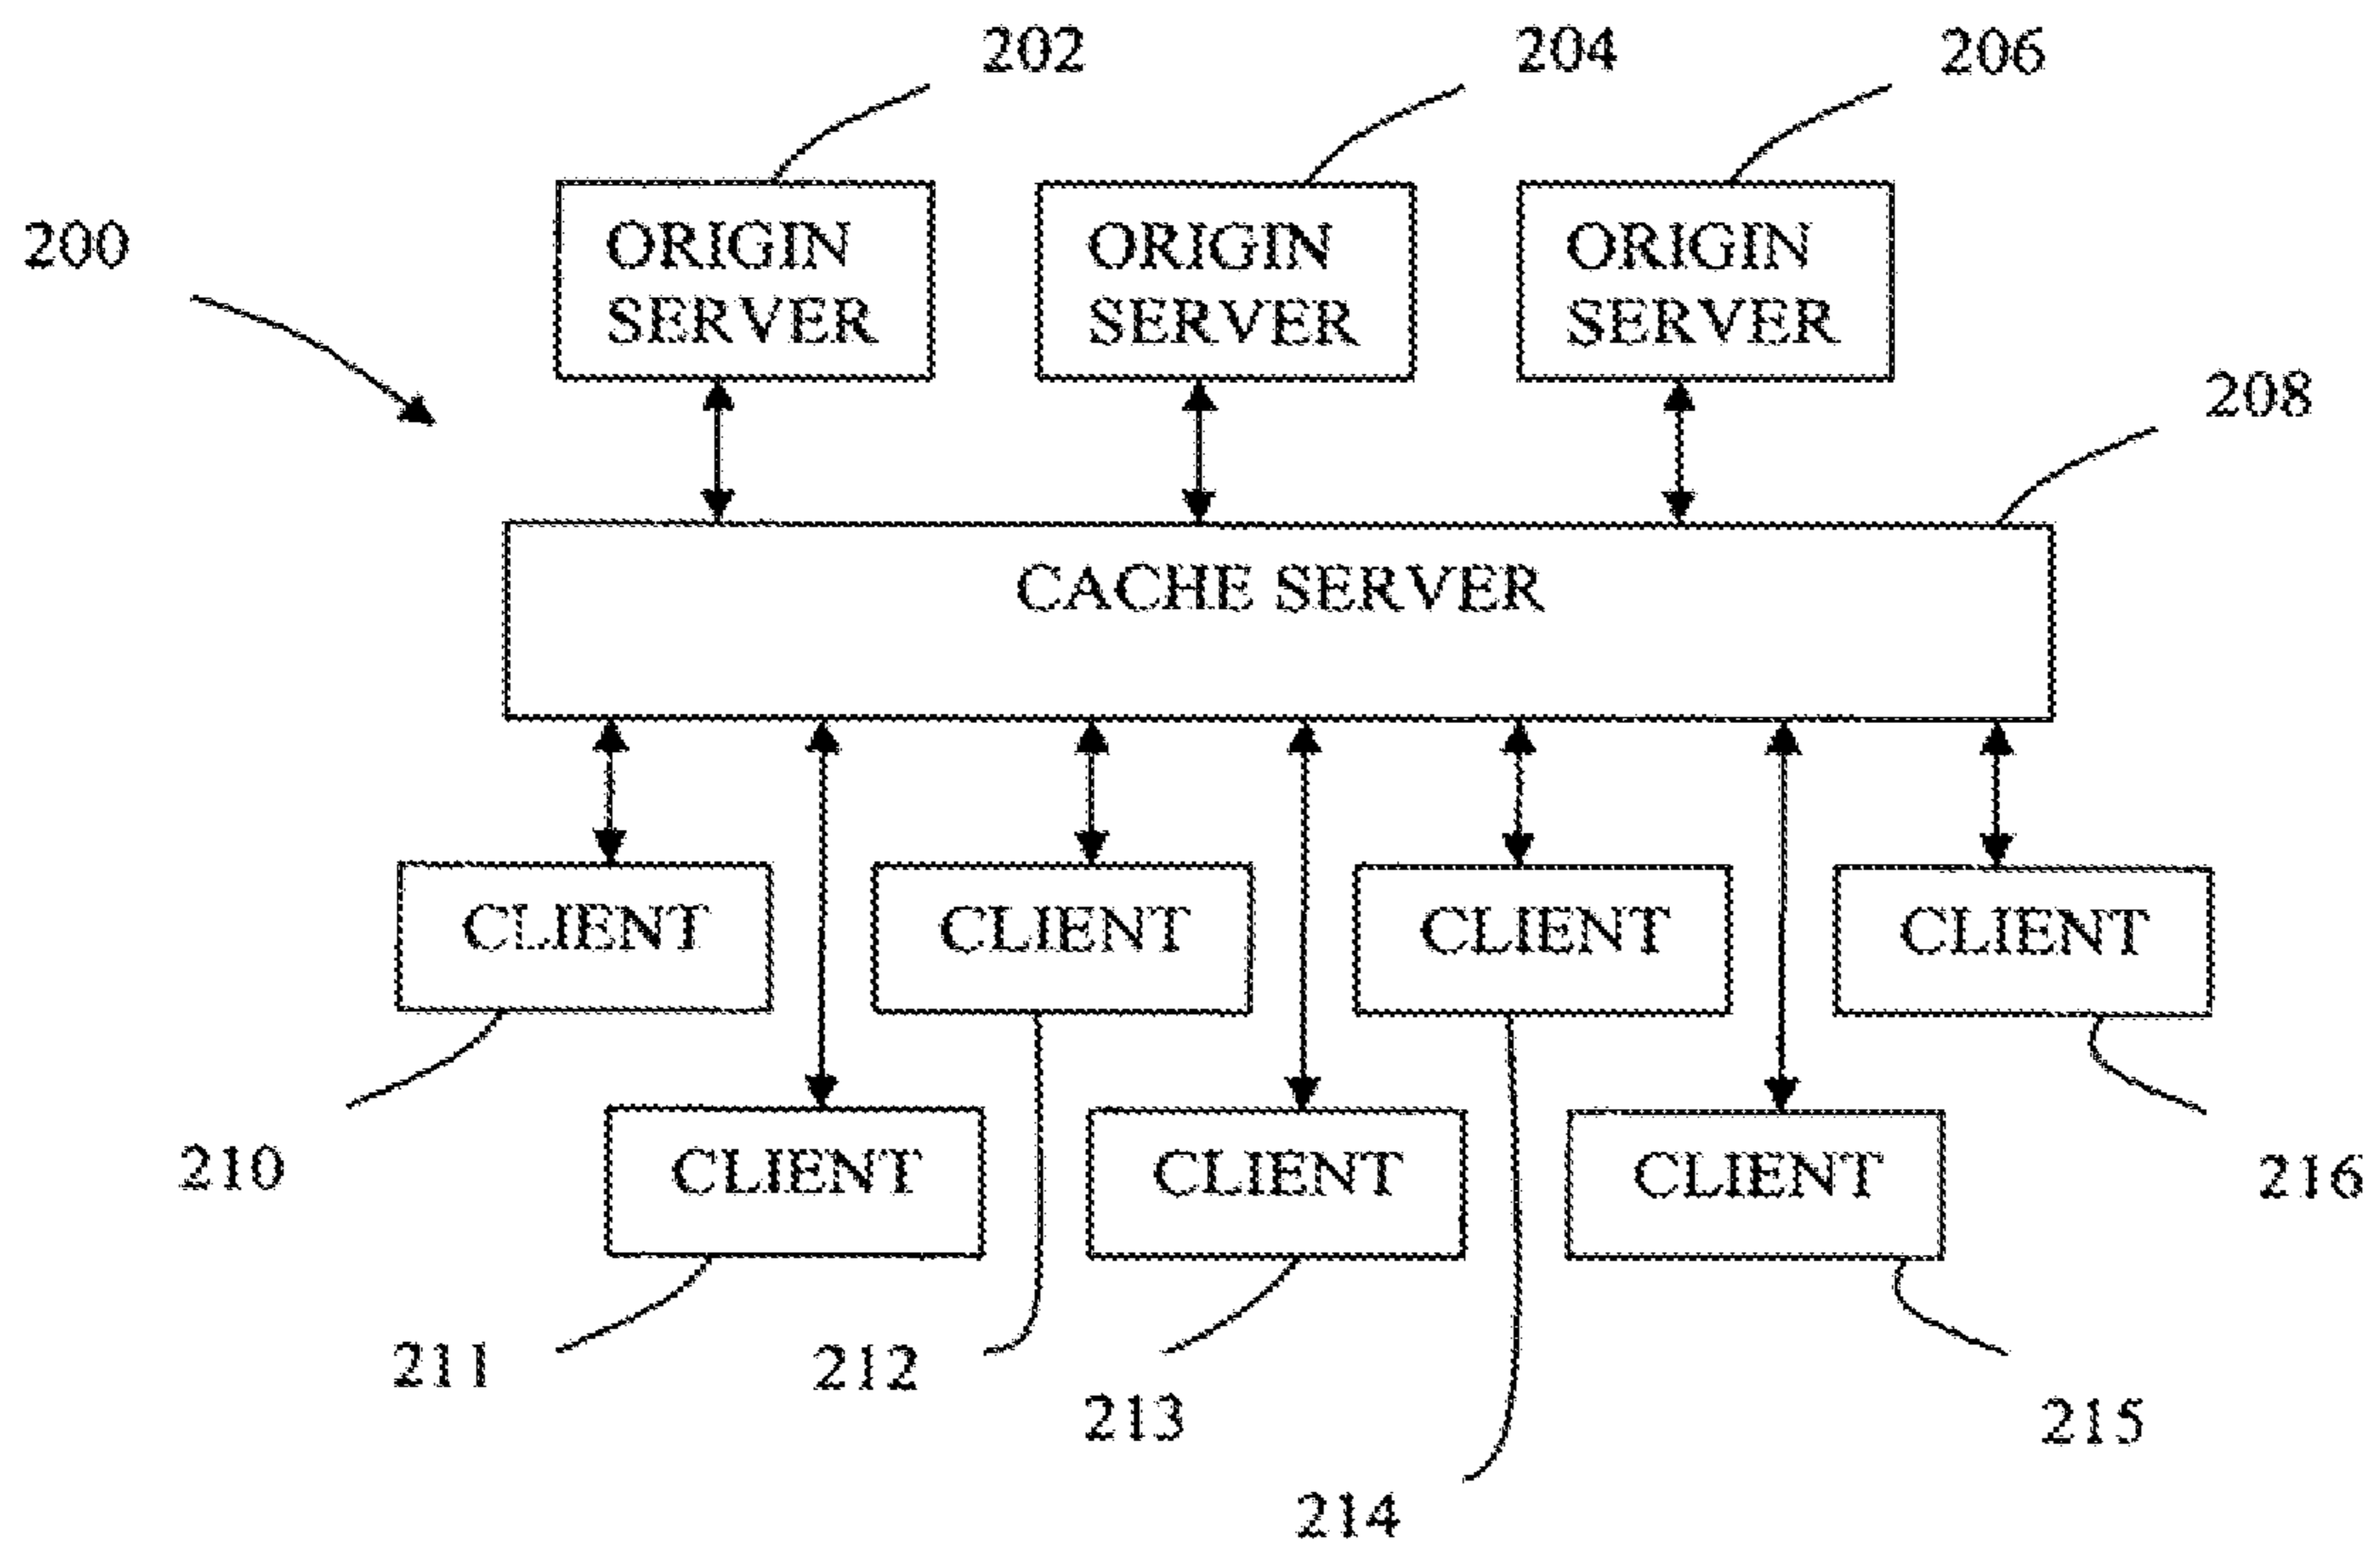 202
204
206
200
ORIGIN
SERVER
ORIGIN
SERVER
ORIGIN
SERVER
208
CACHE SERVER
CLIENT
CLIENT
CLIENT
CLIENT
210
CLIENT
CLIENT
CLIENT
216
211
212
213
215
214